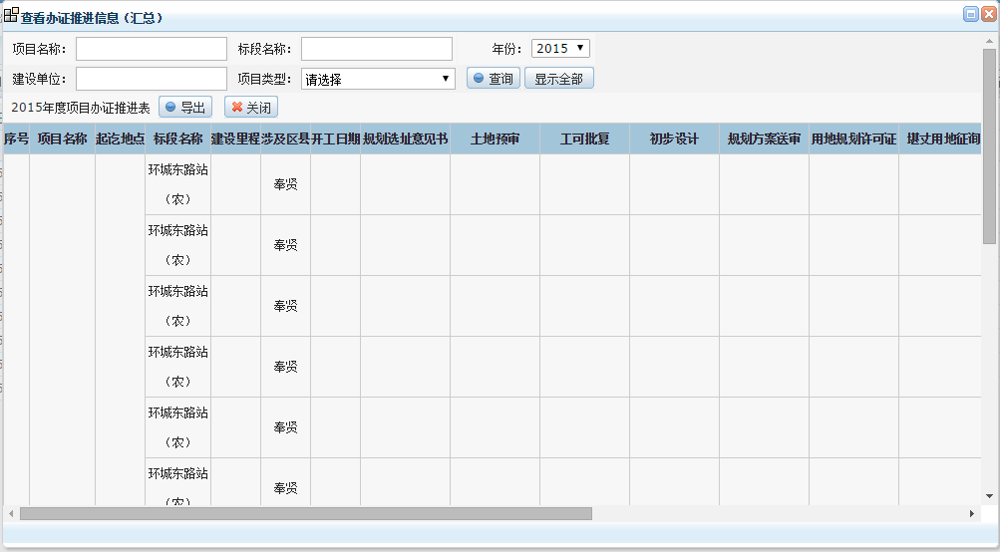 查看办证推进信息（汇总）
项目名称： 标段名称： 年份： 2015
建设单位： 项目类型： 请选择 查询 显示全部
2015年度项目办证推进表 导出 关闭
序号 项目名称 起讫地点 标段名称 建设里程 涉及区县 开工日期 规划选址意见书 土地预审 工可批复 初步设计 规划方案送审 用地规划许可证 堪丈用地征询
环城东路站
（农）
奉贤
环城东路站
（农）
奉贤
环城东路站
（农）
奉贤
环城东路站
（农）
奉贤
环城东路站
（农）
奉贤
环城东路站
（农）
奉贤